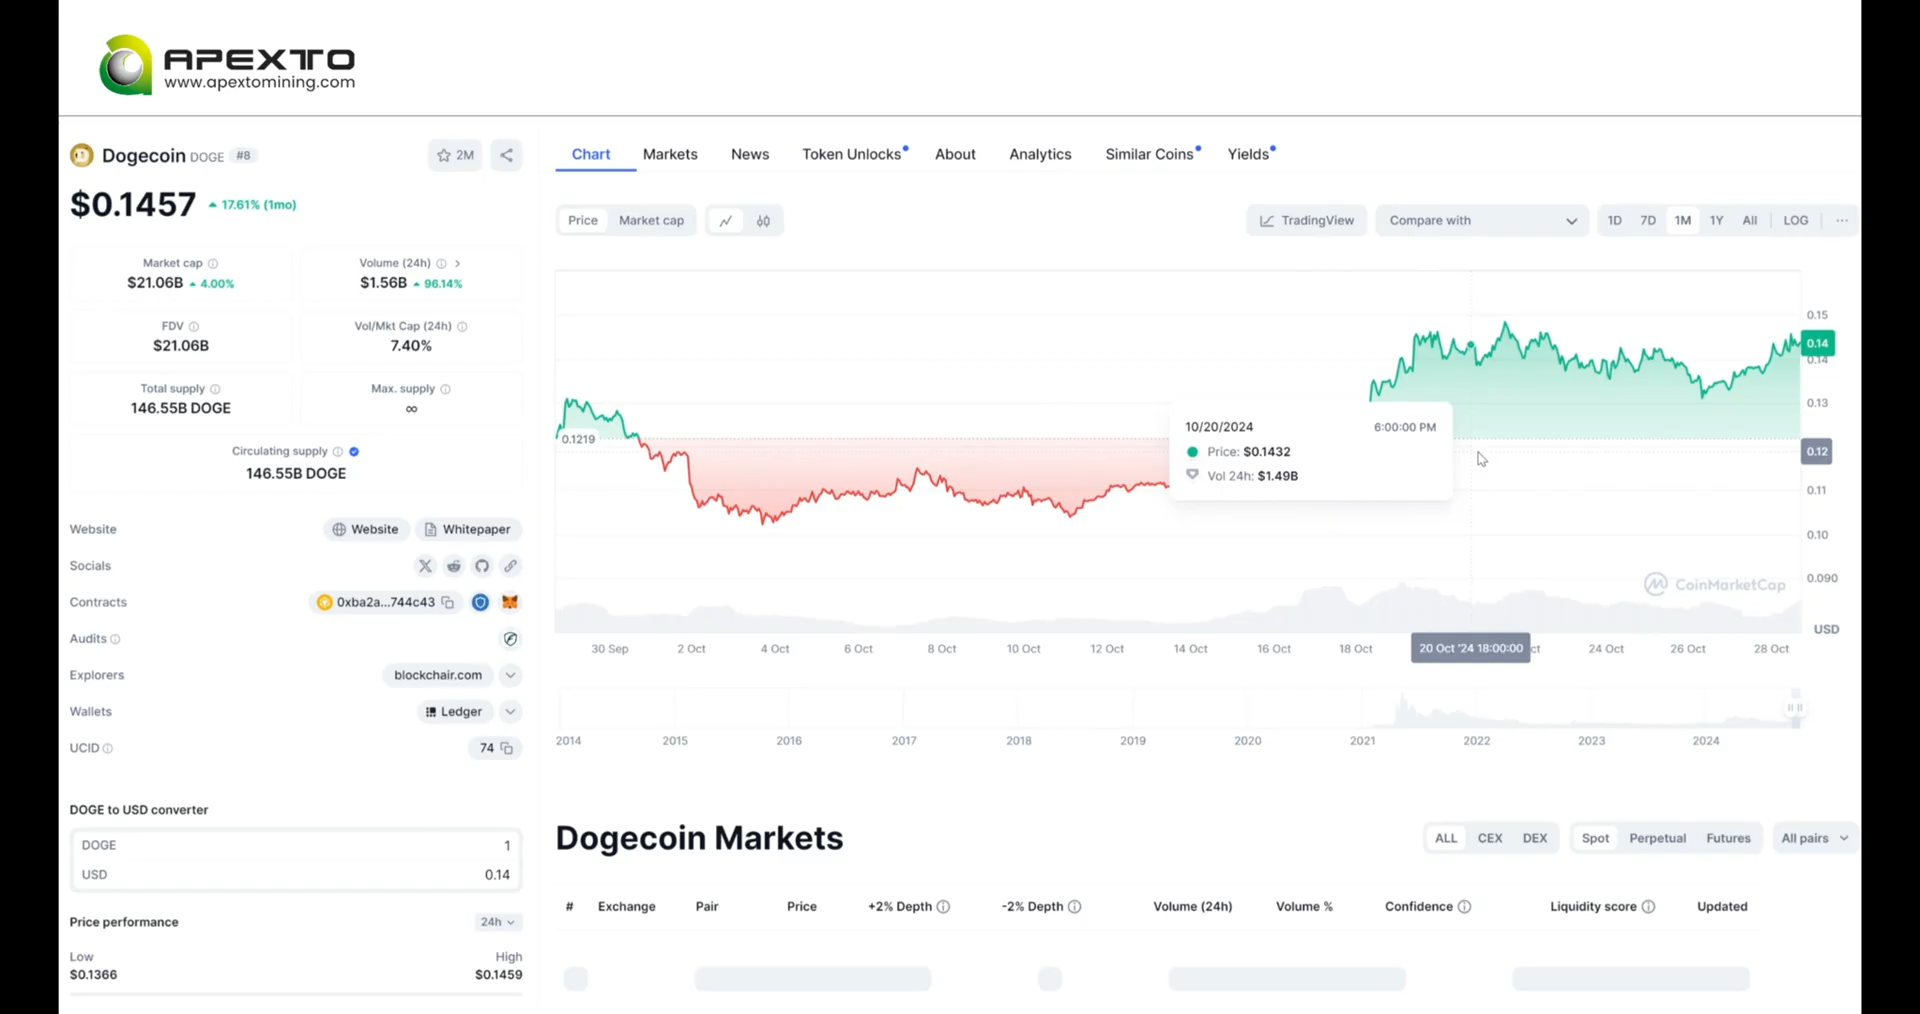 APEXTO
www.apextomining.com
Dogecoin DOGE #8
2M
$0.1457 17.61% (1mo)
Market cap
$21.06B 4.00%
Volume (24h)
$1.56B 96.14%
FDV
$21.06B
Vol/Mkt Cap (24h)
7.40%
Total supply
146.55B DOGE
Max. supply
∞
Circulating supply
146.55B DOGE
Website Website Whitepaper
Socials
Contracts 0xba2a...744c43
Audits
Explorers blockchair.com
Wallets Ledger
UCID 74
DOGE to USD converter
DOGE 1
USD 0.14
Price performance 24h
Low High
$0.1366 $0.1459
Chart Markets News Token Unlocks About Analytics Similar Coins Yields
Price Market cap TradingView Compare with 1D 7D 1M 1Y All LOG ...
0.15
0.14
0.14
0.13
0.12
0.11
0.10
0.090
USD
0.1219
10/20/2024 6:00:00 PM
Price: $0.1432
Vol 24h: $1.49B
CoinMarketCap
30 Sep 2 Oct 4 Oct 6 Oct 8 Oct 10 Oct 12 Oct 14 Oct 16 Oct 18 Oct 20 Oct '24 18:00:00 ct 24 Oct 26 Oct 28 Oct
2014 2015 2016 2017 2018 2019 2020 2021 2022 2023 2024
Dogecoin Markets
ALL CEX DEX Spot Perpetual Futures All pairs
# Exchange Pair Price +2% Depth -2% Depth Volume (24h) Volume % Confidence Liquidity score Updated